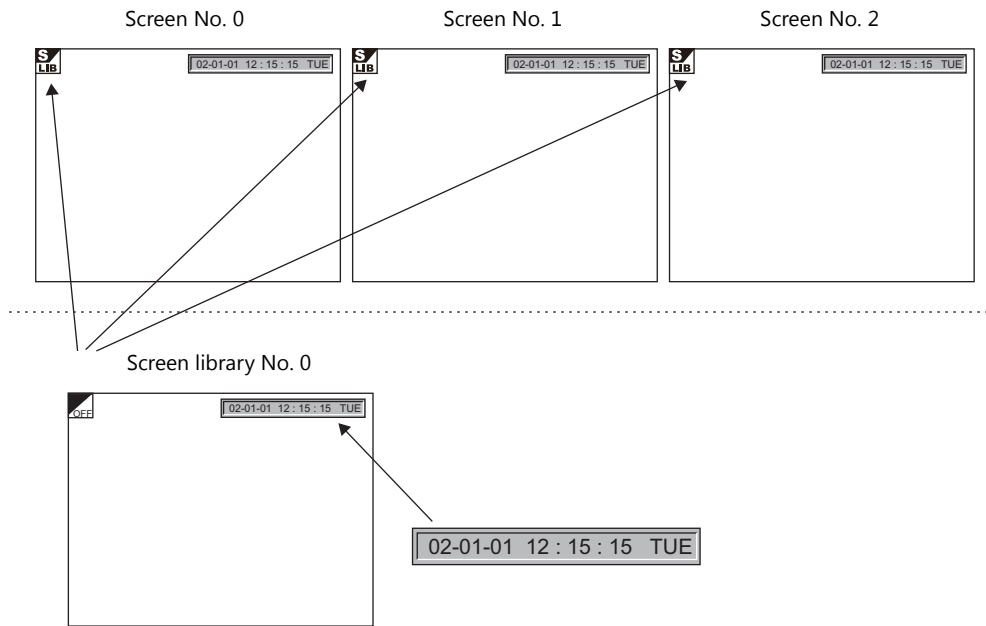 Screen No. 0
Screen No. 1
Screen No. 2
S
LIB
02-01-01 12 : 15 : 15 TUE
S
LIB
02-01-01 12 : 15 : 15 TUE
S
LIB
02-01-01 12 : 15 : 15 TUE
Screen library No. 0
OFF
02-01-01 12 : 15 : 15 TUE
02-01-01 12 : 15 : 15 TUE